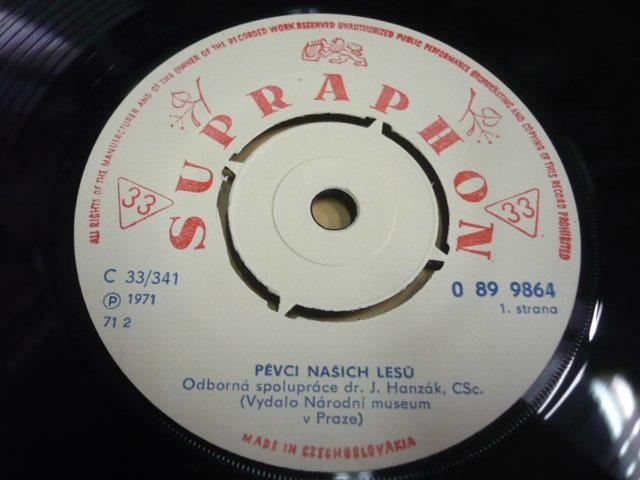 ALL RIGHTS OF THE MANUFACTURER AND OF THE OWNER OF THE RECORDED WORK RESERVED UNAUTHORIZED PUBLIC PERFORMANCE BROADCASTING AND COPYING OF THIS RECORD PROHIBITED
SUPRAPHON
33
33
C 33/341
Ⓟ 1971
71 2
0 89 9864
1. strana
PĚVCI NAŠICH LESŮ
Odborná spolupráce dr. J. Hanzák, CSc.
(Vydalo Národní museum
v Praze)
MADE IN CZECHOSLOVAKIA